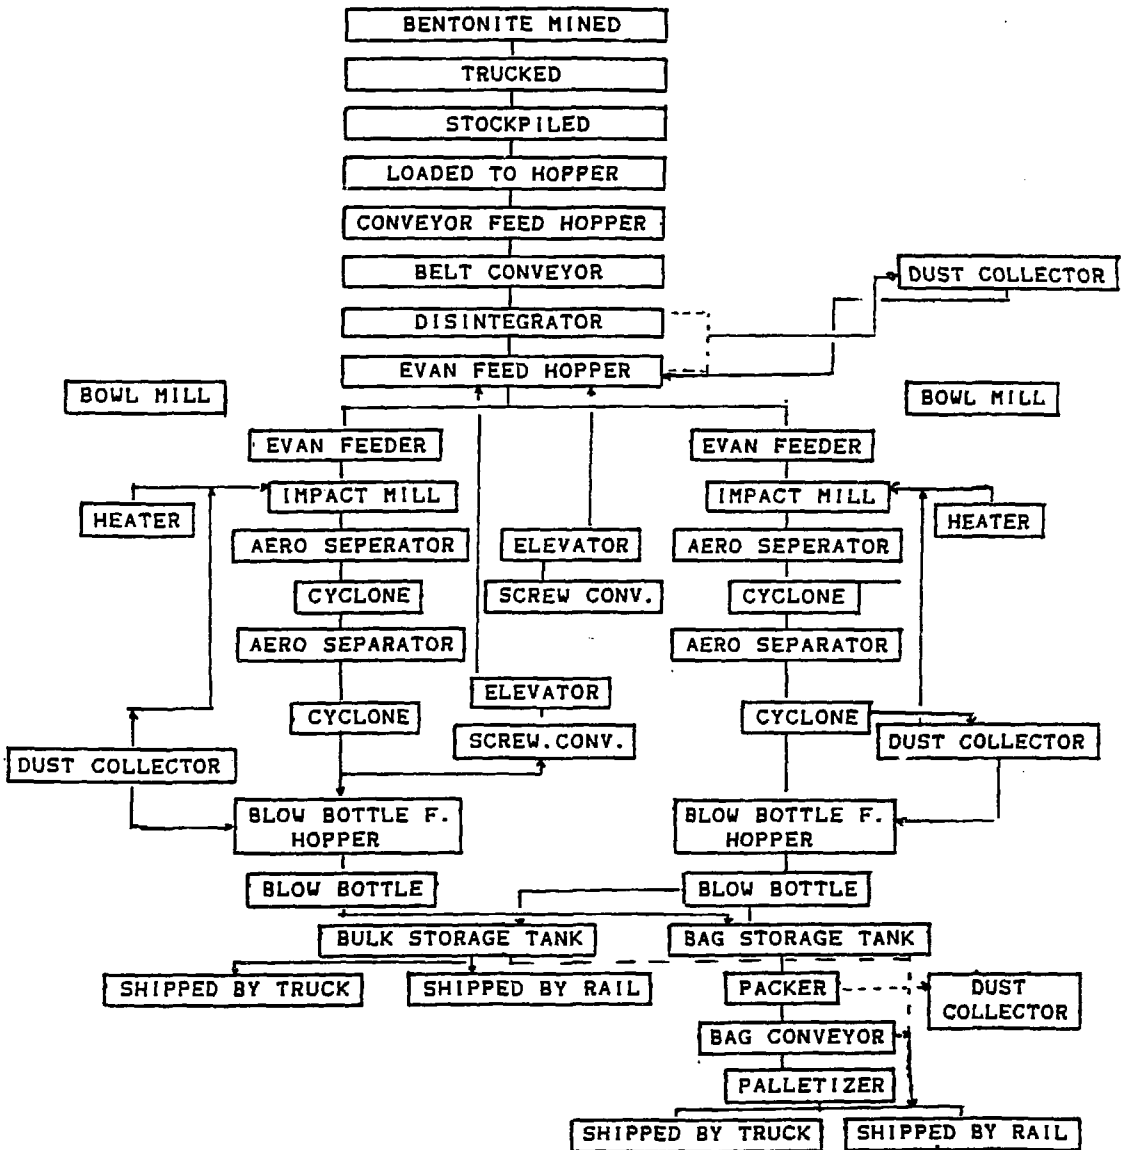 BENTONITE MINED
TRUCKED
STOCKPILED
LOADED TO HOPPER
CONVEYOR FEED HOPPER
BELT CONVEYOR
DUST COLLECTOR
DISINTEGRATOR
EVAN FEED HOPPER
BOWL MILL
BOWL MILL
EVAN FEEDER
EVAN FEEDER
IMPACT MILL
IMPACT MILL
HEATER
HEATER
AERO SEPERATOR
ELEVATOR
AERO SEPERATOR
CYCLONE
SCREW CONV.
CYCLONE
AERO SEPARATOR
AERO SEPARATOR
ELEVATOR
CYCLONE
CYCLONE
SCREW.CONV.
DUST COLLECTOR
DUST COLLECTOR
BLOW BOTTLE F.
HOPPER
BLOW BOTTLE F.
HOPPER
BLOW BOTTLE
BLOW BOTTLE
BULK STORAGE TANK
BAG STORAGE TANK
SHIPPED BY TRUCK
SHIPPED BY RAIL
PACKER
DUST
COLLECTOR
BAG CONVEYOR
PALLETIZER
SHIPPED BY TRUCK
SHIPPED BY RAIL